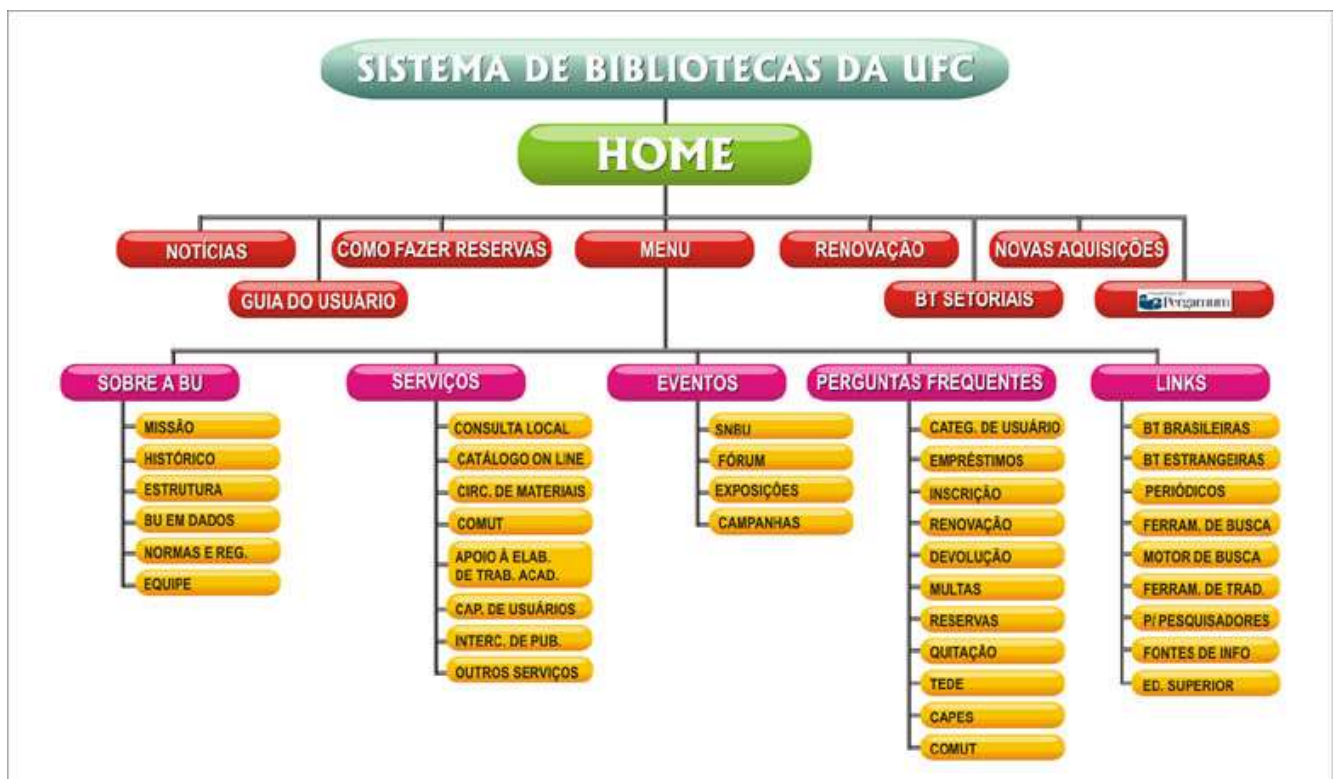 SISTEMA DE BIBLIOTECAS DA UFC
HOME
NOTÍCIAS
COMO FAZER RESERVAS
MENU
RENOVAÇÃO
NOVAS AQUISIÇÕES
GUIA DO USUÁRIO
BT SETORIAIS
Pergamum
SOBRE A BU
MISSÃO
HISTÓRICO
ESTRUTURA
BU EM DADOS
NORMAS E REG.
EQUIPE
SERVIÇOS
CONSULTA LOCAL
CATÁLOGO ON LINE
CIRC. DE MATERIAIS
COMUT
APOIO À ELAB.
DE TRAB. ACAD.
CAP. DE USUÁRIOS
INTERC. DE PUB.
OUTROS SERVIÇOS
EVENTOS
SNBU
FÓRUM
EXPOSIÇÕES
CAMPANHAS
PERGUNTAS FREQUENTES
CATEG. DE USUÁRIO
EMPRÉSTIMOS
INSCRIÇÃO
RENOVAÇÃO
DEVOLUÇÃO
MULTAS
RESERVAS
QUITAÇÃO
TEDE
CAPES
COMUT
LINKS
BT BRASILEIRAS
BT ESTRANGEIRAS
PERIÓDICOS
FERRAM. DE BUSCA
MOTOR DE BUSCA
FERRAM. DE TRAD.
P/ PESQUISADORES
FONTES DE INFO
ED. SUPERIOR